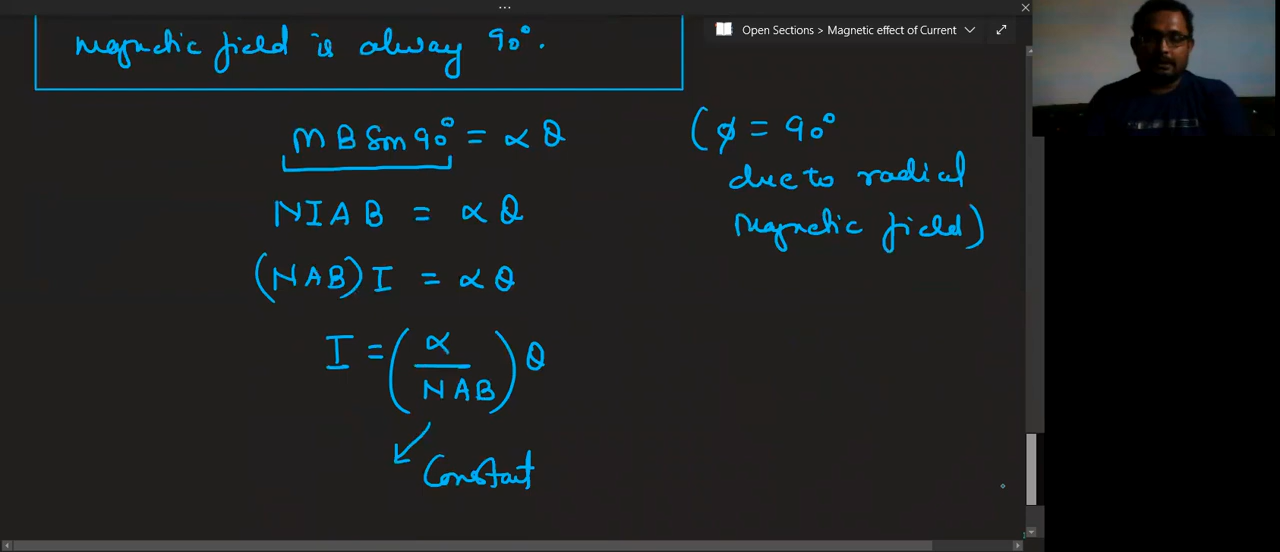 Open Sections > Magnetic effect of Current
magnetic field is alway 90°.
MB Sin 90° = ∝ θ
(ϕ = 90°
due to radial
magnetic field)
NIAB = ∝ θ
(NAB) I = ∝ θ
I = (∝ / NAB) θ
Constant